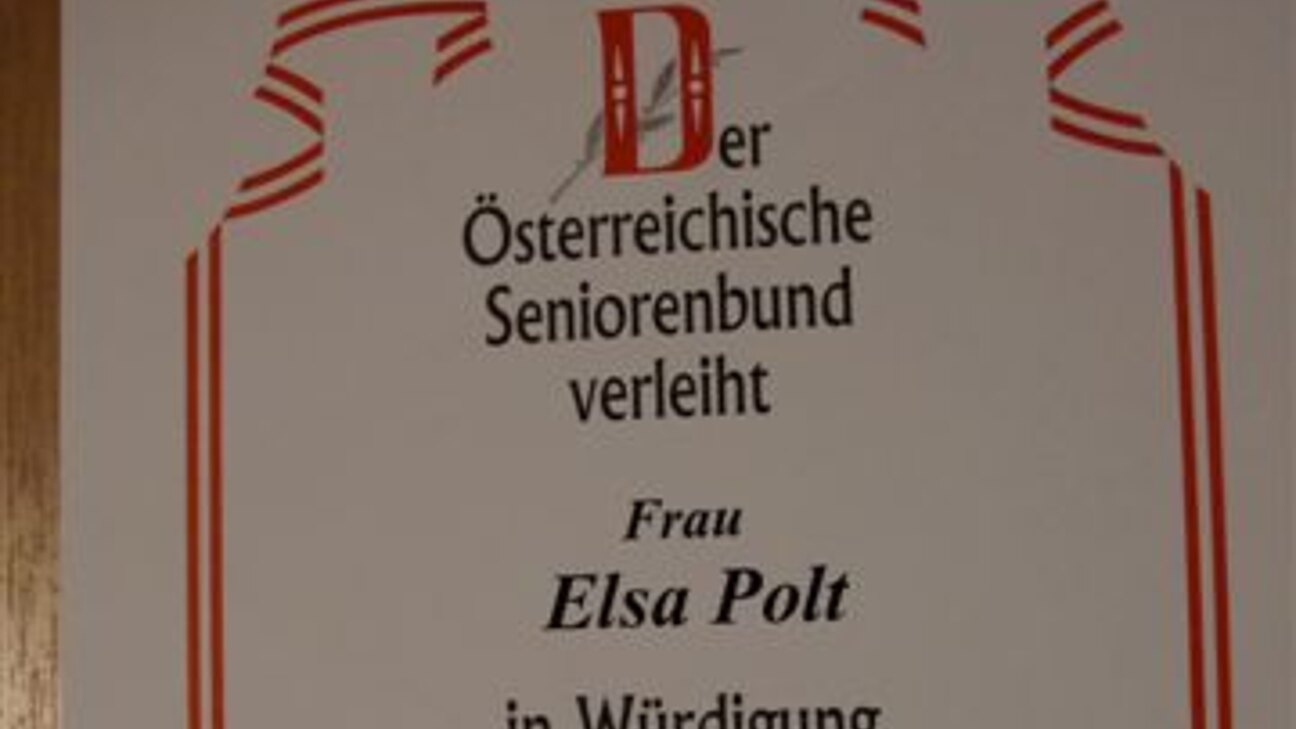 Der
Österreichische
Seniorenbund
verleiht
Frau
Elsa Polt
in Würdigung